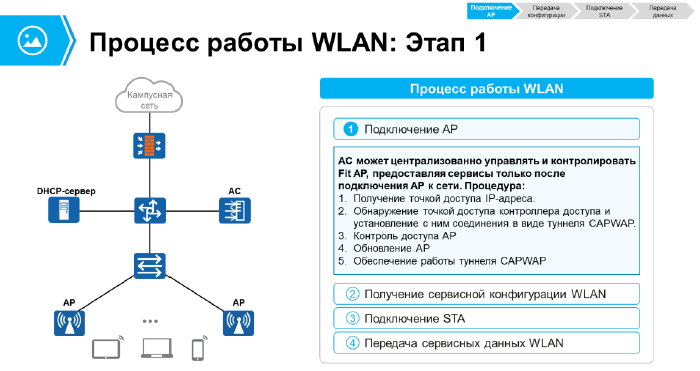 Подключение
AP
Передача
конфигурации
Подключение
STA
Передача
данных
Процесс работы WLAN: Этап 1
Кампусная
сеть
DHCP-сервер
AC
AP
AP
Процесс работы WLAN
1 Подключение AP
AC может централизованно управлять и контролировать
Fit AP, предоставляя сервисы только после
подключения AP к сети. Процедура:
1. Получение точкой доступа IP-адреса.
2. Обнаружение точкой доступа контроллера доступа и
установление с ним соединения в виде туннеля CAPWAP.
3. Контроль доступа AP
4. Обновление AP
5. Обеспечение работы туннеля CAPWAP
2 Получение сервисной конфигурации WLAN
3 Подключение STA
4 Передача сервисных данных WLAN